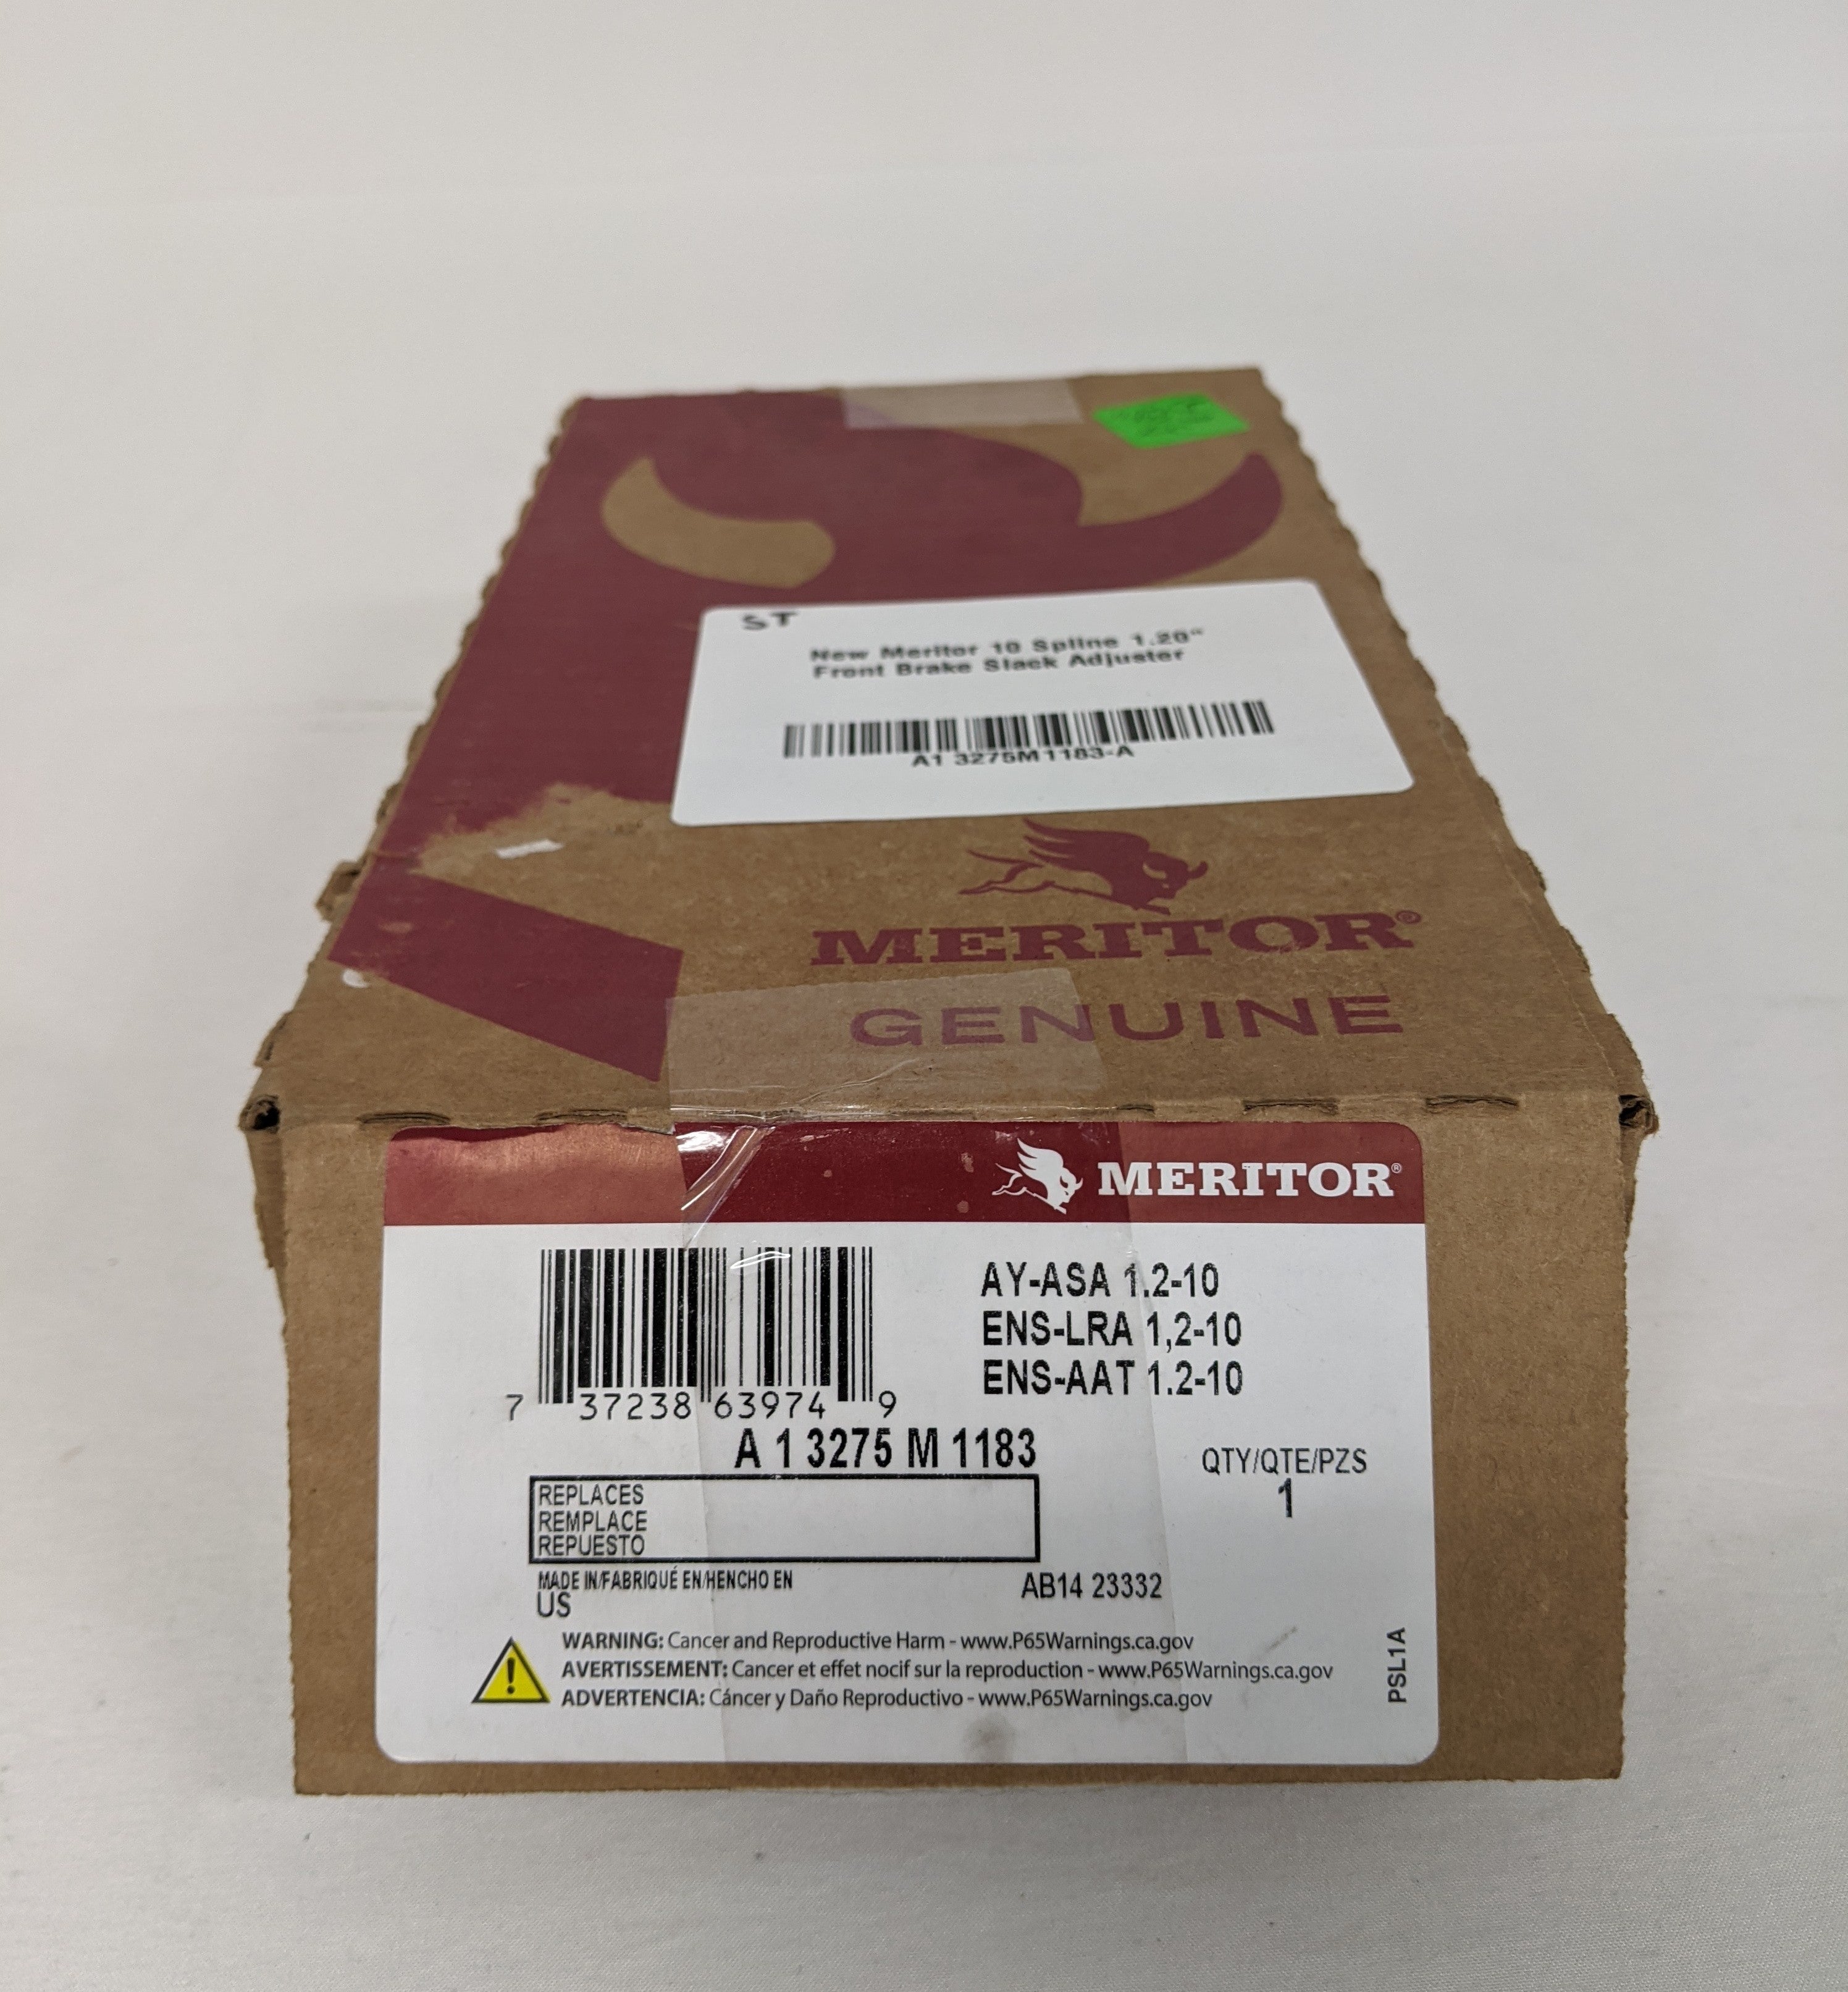 ST
New Meritor 10 Spline 1.20"
Front Brake Slack Adjuster
A1 3275M1183-A
MERITOR®
GENUINE
MERITOR®
AY-ASA 1.2-10
ENS-LRA 1,2-10
ENS-AAT 1.2-10
7 37238 63974 9
A 1 3275 M 1183
QTY/QTE/PZS
1
REPLACES
REMPLACE
REPUESTO
MADE IN/FABRIQUÉ EN/HENCHO EN
US
AB14 23332
WARNING: Cancer and Reproductive Harm - www.P65Warnings.ca.gov
AVERTISSEMENT: Cancer et effet nocif sur la reproduction - www.P65Warnings.ca.gov
ADVERTENCIA: Cáncer y Daño Reproductivo - www.P65Warnings.ca.gov
PSL1A